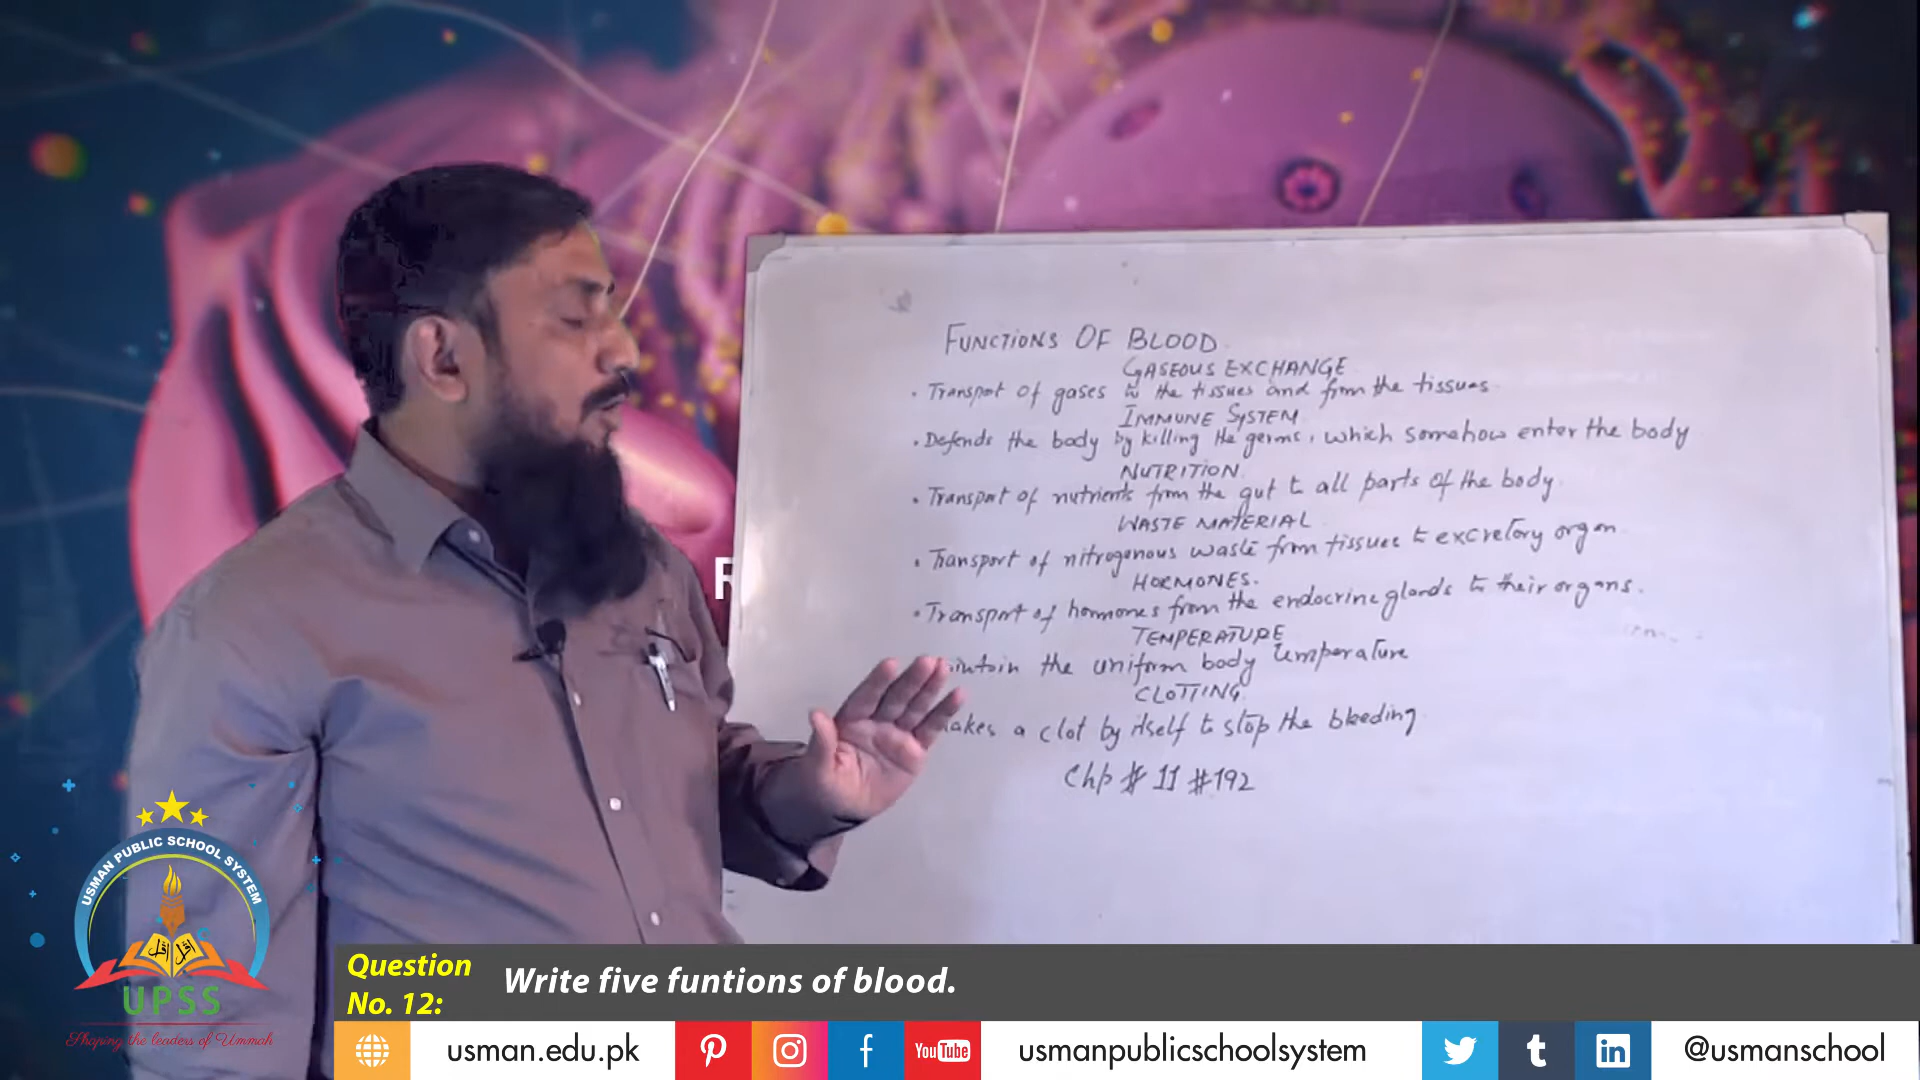 FUNCTIONS OF BLOOD
GASEOUS EXCHANGE
. Transport of gases to the tissues and from the tissues
IMMUNE SYSTEM
. Defends the body by killing the germs, which somehow enter the body
NUTRITION.
. Transport of nutrients from the gut to all parts of the body.
WASTE MATERIAL
. Transport of nitrogenous waste from tissues to excretory organ.
HORMONES.
. Transport of hormones from the endocrine glands to their organs.
TEMPERATURE
the uniform body temperature
CLOTTING.
a clot by itself to stop the bleeding
Chp # 11 #192
R
USMAN PUBLIC SCHOOL SYSTEM
اقرأ اقرأ
UPSS
Shaping the leaders of Ummah
Question No. 12:
Write five funtions of blood.
usman.edu.pk
You Tube
usmanpublicschoolsystem
in
@usmanschool